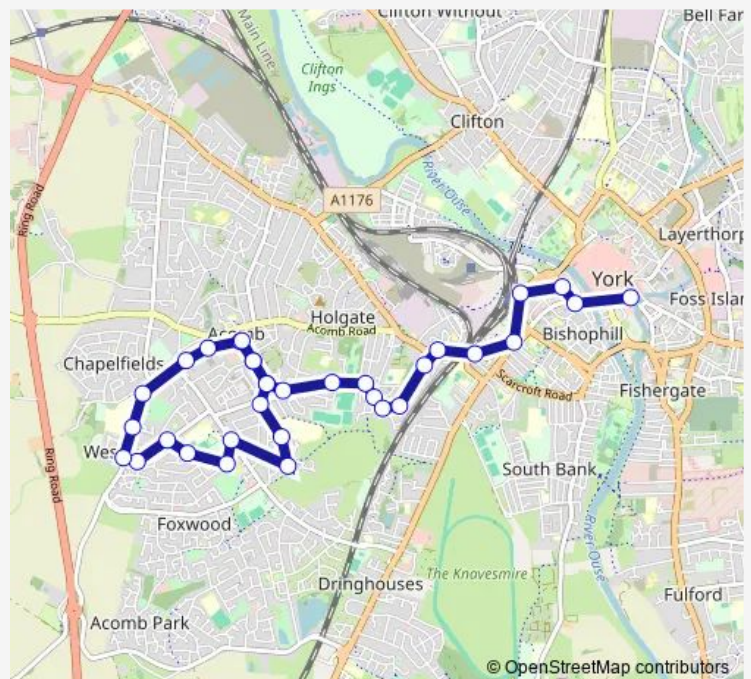 Clifton Without
Bell Far
Main Line
Clifton
Ings
Clifton
River Ouse
A1176
Ring Road
Layerthorp
York
Foss Islan
Holgate
Acomb
Acomb Road
Bishophill
Chapelfields
Scarcroft Road
Fishergate
Wes
Ring Road
South Bank
Foxwood
River Ouse
The Knavesmire
Dringhouses
Fulford
Acomb Park
© OpenStreetMap contributors